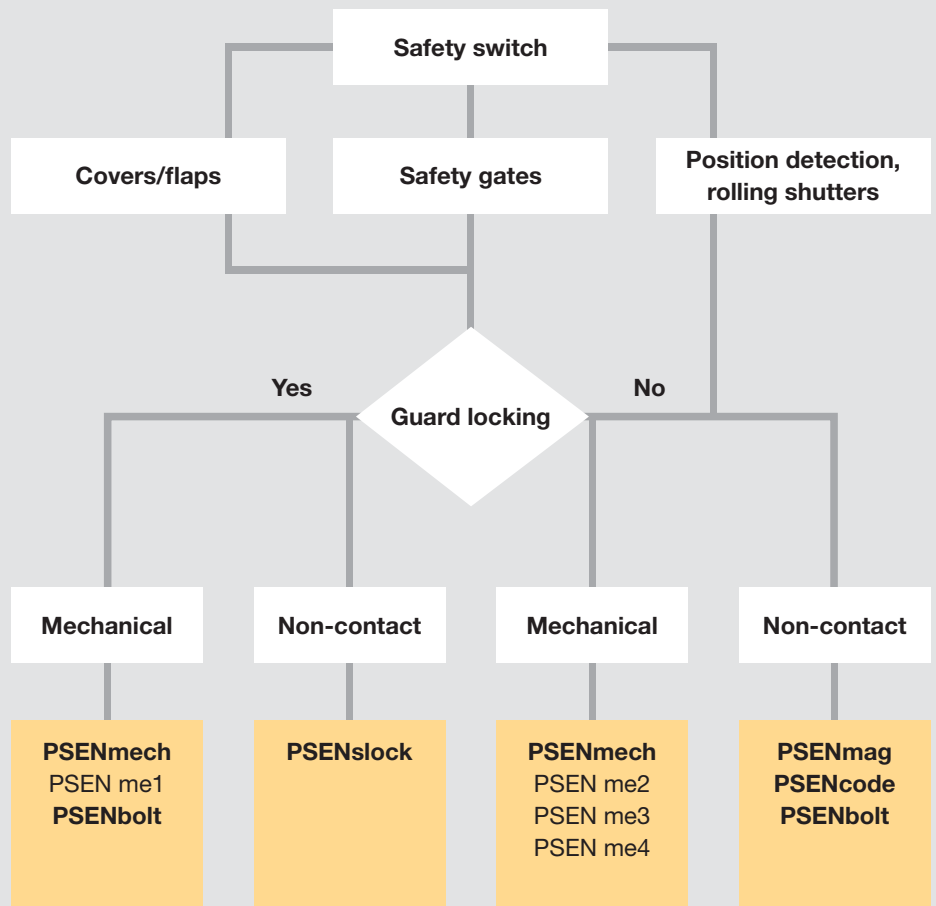 Safety switch
Covers/flaps
Safety gates
Position detection,
rolling shutters
Yes
No
Guard locking
Mechanical
Non-contact
Mechanical
Non-contact
PSENmech
PSEN me1
PSENbolt
PSENslock
PSENmech
PSEN me2
PSEN me3
PSEN me4
PSENmag
PSENcode
PSENbolt